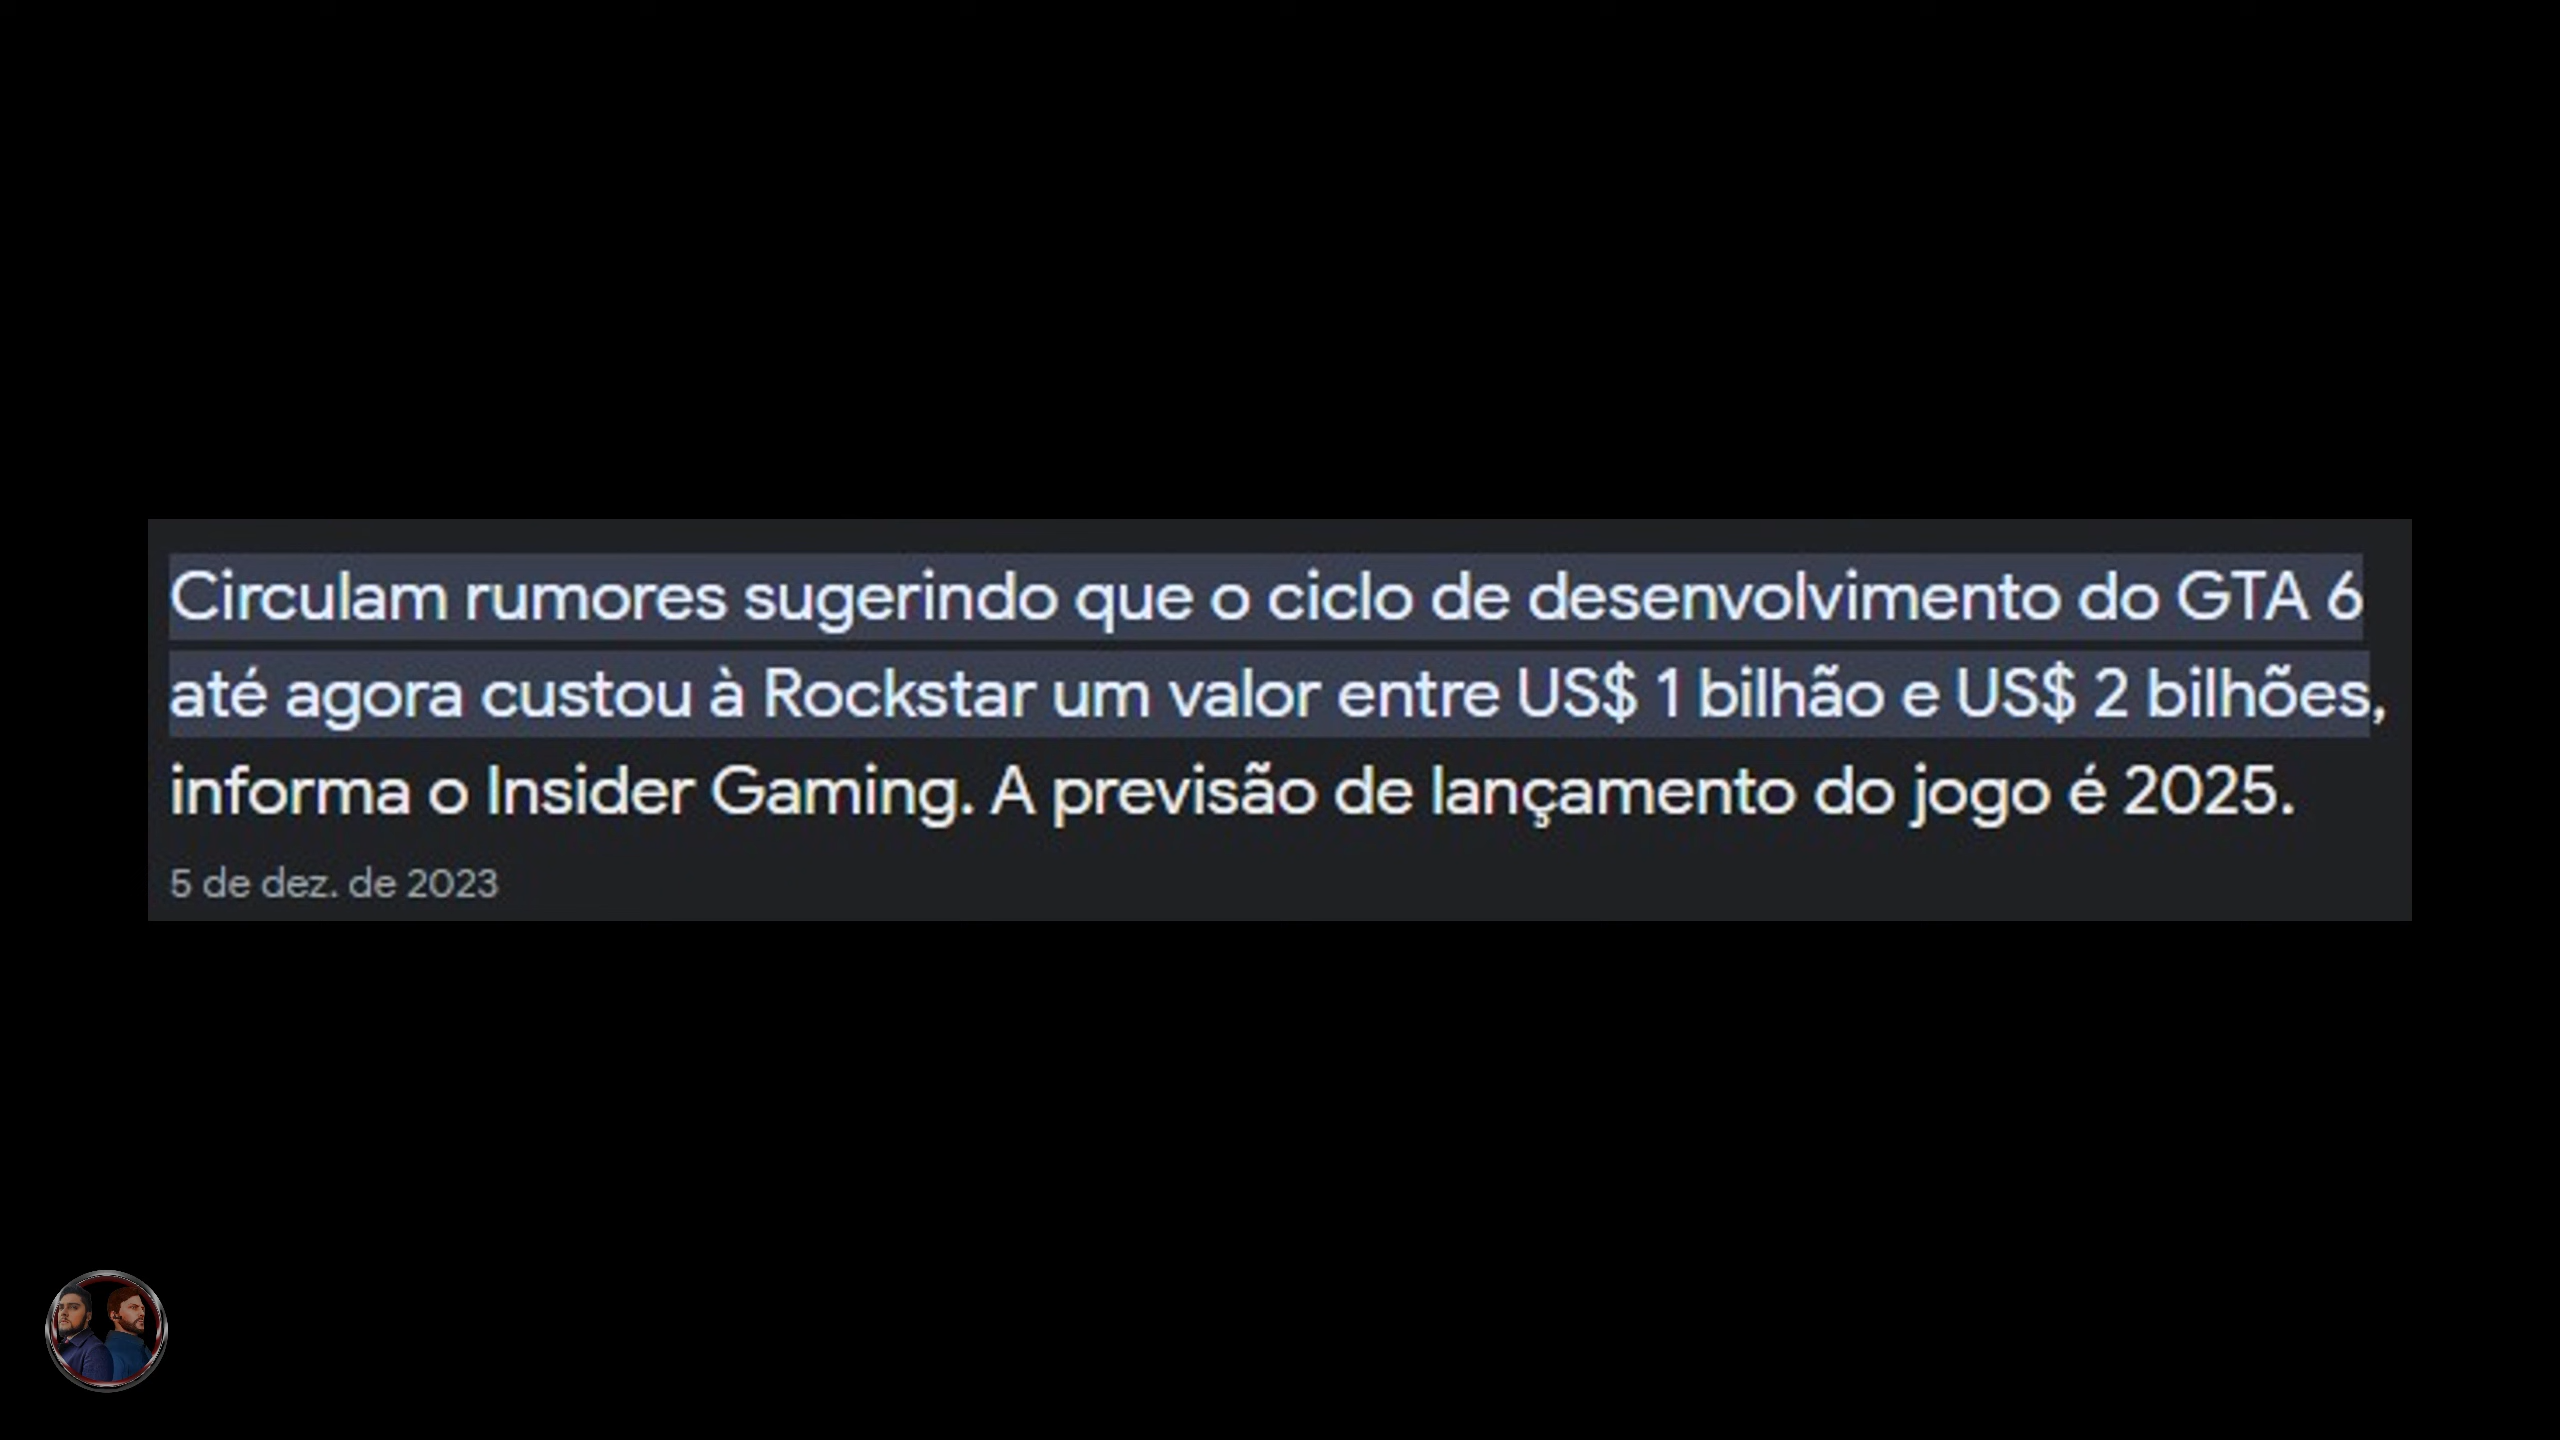 Circulam rumores sugerindo que o ciclo de desenvolvimento do GTA 6
até agora custou à Rockstar um valor entre US$ 1 bilhão e US$ 2 bilhões,
informa o Insider Gaming. A previsão de lançamento do jogo é 2025.
5 de dez. de 2023